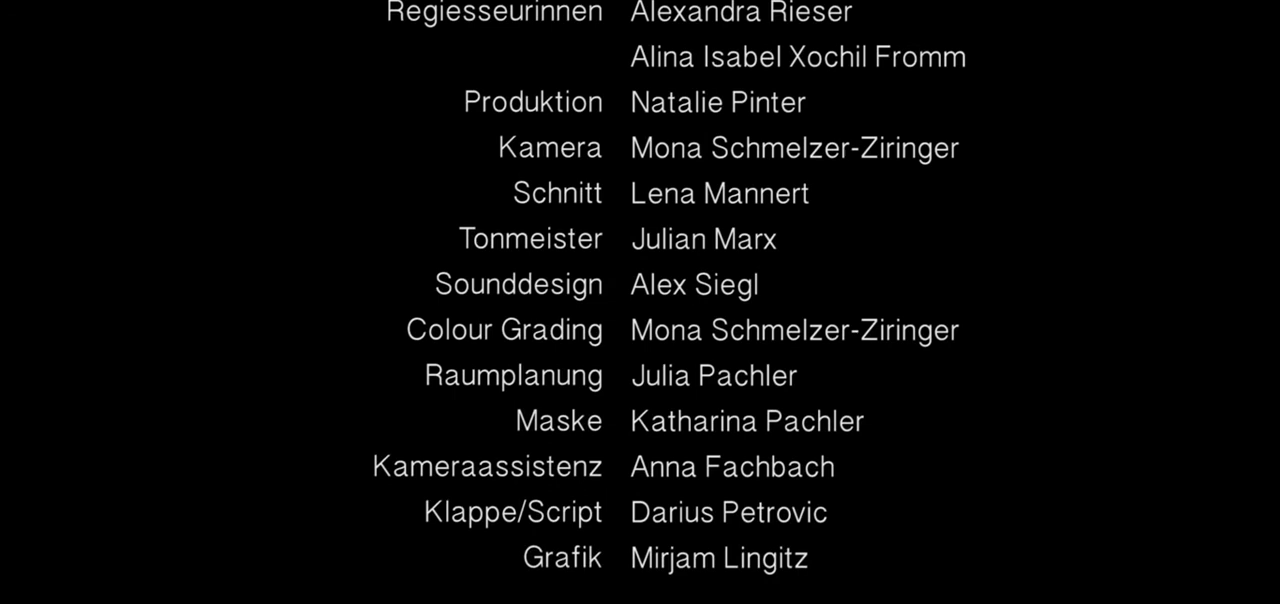 Regiesseurinnen Alexandra Rieser
Alina Isabel Xochil Fromm
Produktion Natalie Pinter
Kamera Mona Schmelzer-Ziringer
Schnitt Lena Mannert
Tonmeister Julian Marx
Sounddesign Alex Siegl
Colour Grading Mona Schmelzer-Ziringer
Raumplanung Julia Pachler
Maske Katharina Pachler
Kameraassistenz Anna Fachbach
Klappe/Script Darius Petrovic
Grafik Mirjam Lingitz